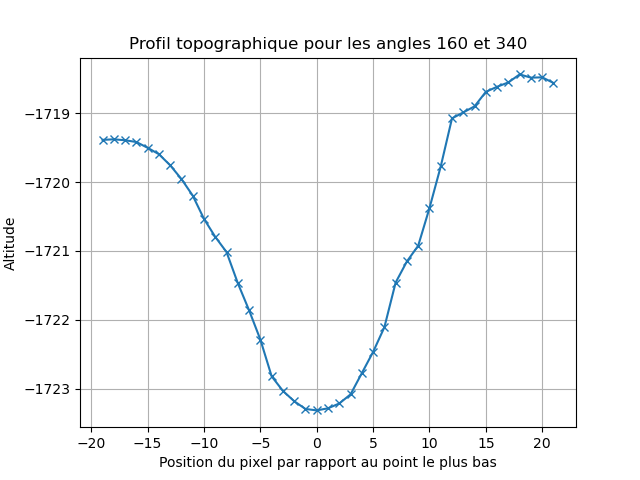 Profil topographique pour les angles 160 et 340
Altitude
−1719
−1720
−1721
−1722
−1723
−20 −15 −10 −5 0 5 10 15 20
Position du pixel par rapport au point le plus bas